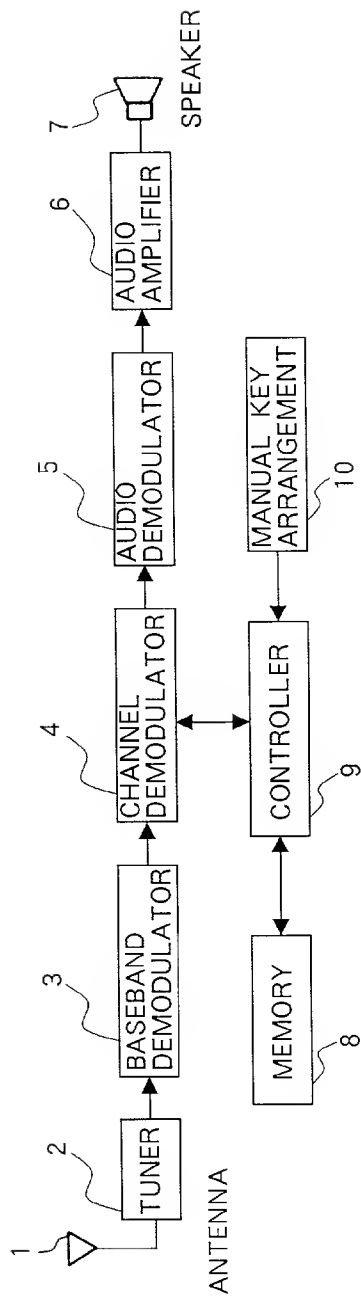 1
ANTENNA
2
TUNER
3
BASEBAND
DEMODULATOR
4
CHANNEL
DEMODULATOR
5
AUDIO
DEMODULATOR
6
AUDIO
AMPLIFIER
7
SPEAKER
MEMORY
8
CONTROLLER
9
MANUAL KEY
ARRANGEMENT
10